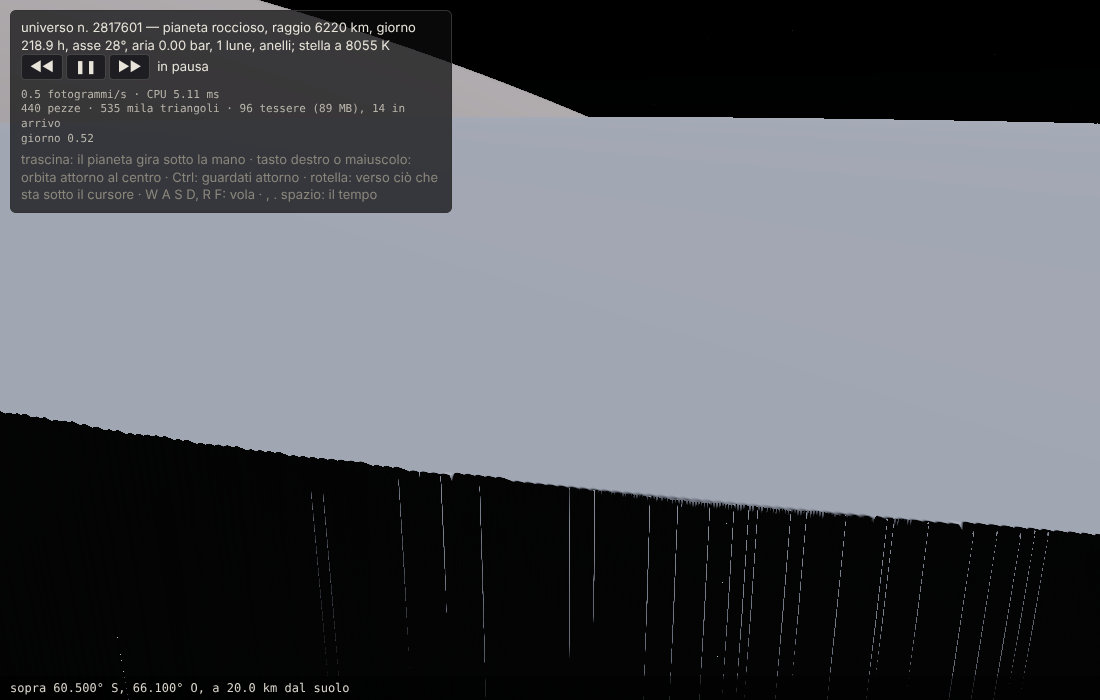 universo n. 2817601 — pianeta roccioso, raggio 6220 km, giorno
218.9 h, asse 28°, aria 0.00 bar, 1 lune, anelli; stella a 8055 K
in pausa
0.5 fotogrammi/s · CPU 5.11 ms
440 pezze · 535 mila triangoli · 96 tessere (89 MB), 14 in
arrivo
giorno 0.52
trascina: il pianeta gira sotto la mano · tasto destro o maiuscolo:
orbita attorno al centro · Ctrl: guardati attorno · rotella: verso ciò che
sta sotto il cursore · W A S D, R F: vola · , . spazio: il tempo
sopra 60.500° S, 66.100° O, a 20.0 km dal suolo